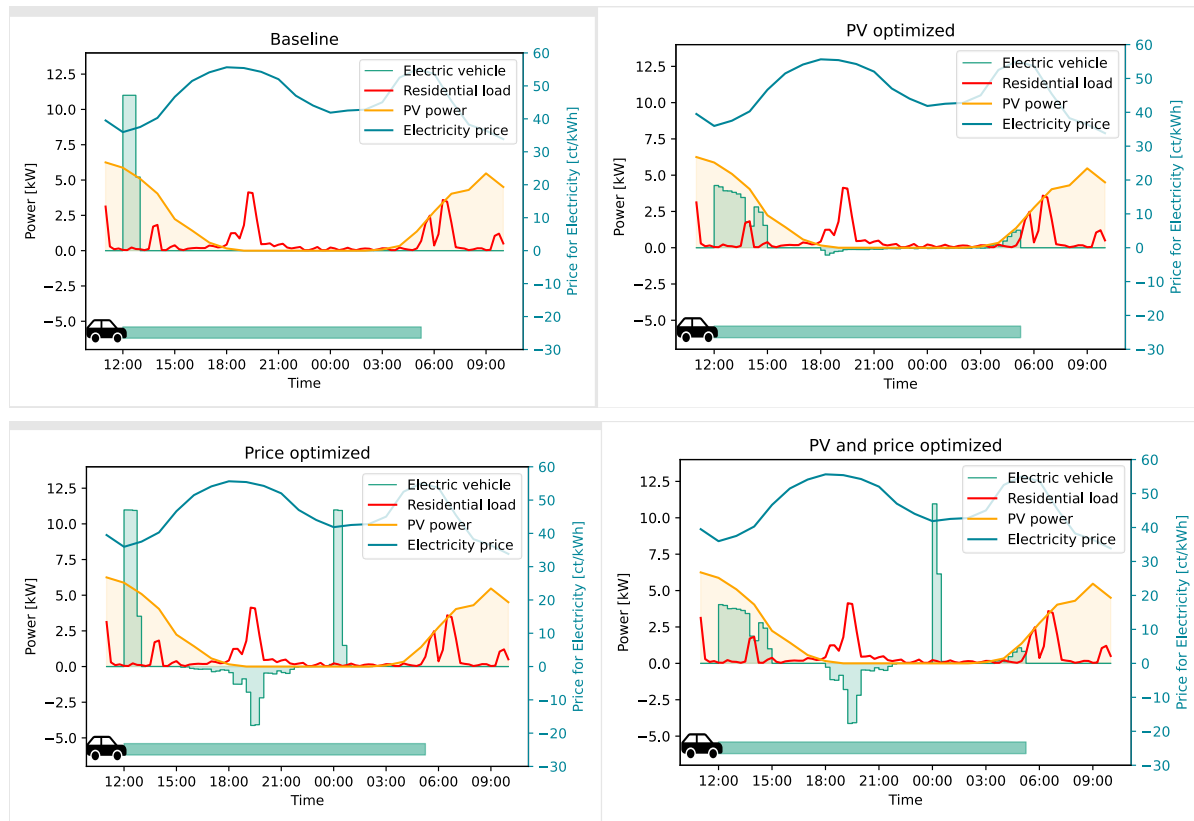 Baseline
Power [kW]
12.5
10.0
7.5
5.0
2.5
0.0
−2.5
−5.0
Electric vehicle
Residential load
PV power
Electricity price
60
50
40
30
20
10
0
−10
−20
−30
Price for Electricity [ct/kWh]
12:00 15:00 18:00 21:00 00:00 03:00 06:00 09:00
Time
PV optimized
Power [kW]
12.5
10.0
7.5
5.0
2.5
0.0
−2.5
−5.0
Electric vehicle
Residential load
PV power
Electricity price
60
50
40
30
20
10
0
−10
−20
−30
Price for Electricity [ct/kWh]
12:00 15:00 18:00 21:00 00:00 03:00 06:00 09:00
Time
Price optimized
Power [kW]
12.5
10.0
7.5
5.0
2.5
0.0
−2.5
−5.0
Electric vehicle
Residential load
PV power
Electricity price
60
50
40
30
20
10
0
−10
−20
−30
Price for Electricity [ct/kWh]
12:00 15:00 18:00 21:00 00:00 03:00 06:00 09:00
Time
PV and price optimized
Power [kW]
12.5
10.0
7.5
5.0
2.5
0.0
−2.5
−5.0
Electric vehicle
Residential load
PV power
Electricity price
60
50
40
30
20
10
0
−10
−20
−30
Price for Electricity [ct/kWh]
12:00 15:00 18:00 21:00 00:00 03:00 06:00 09:00
Time